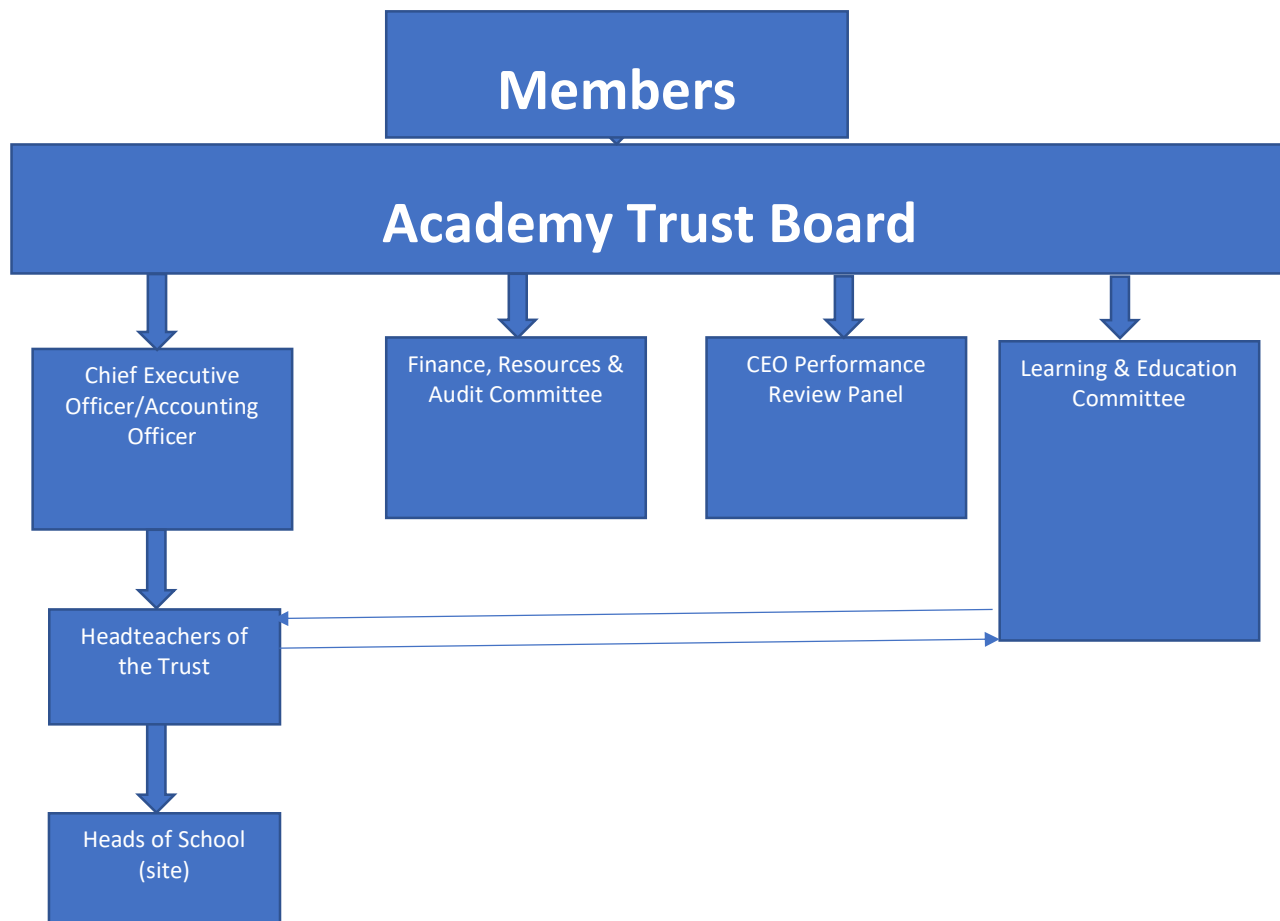 Members
Academy Trust Board
Chief Executive
Officer/Accounting
Officer
Finance, Resources &
Audit Committee
CEO Performance
Review Panel
Learning & Education
Committee
Headteachers of
the Trust
Heads of School
(site)